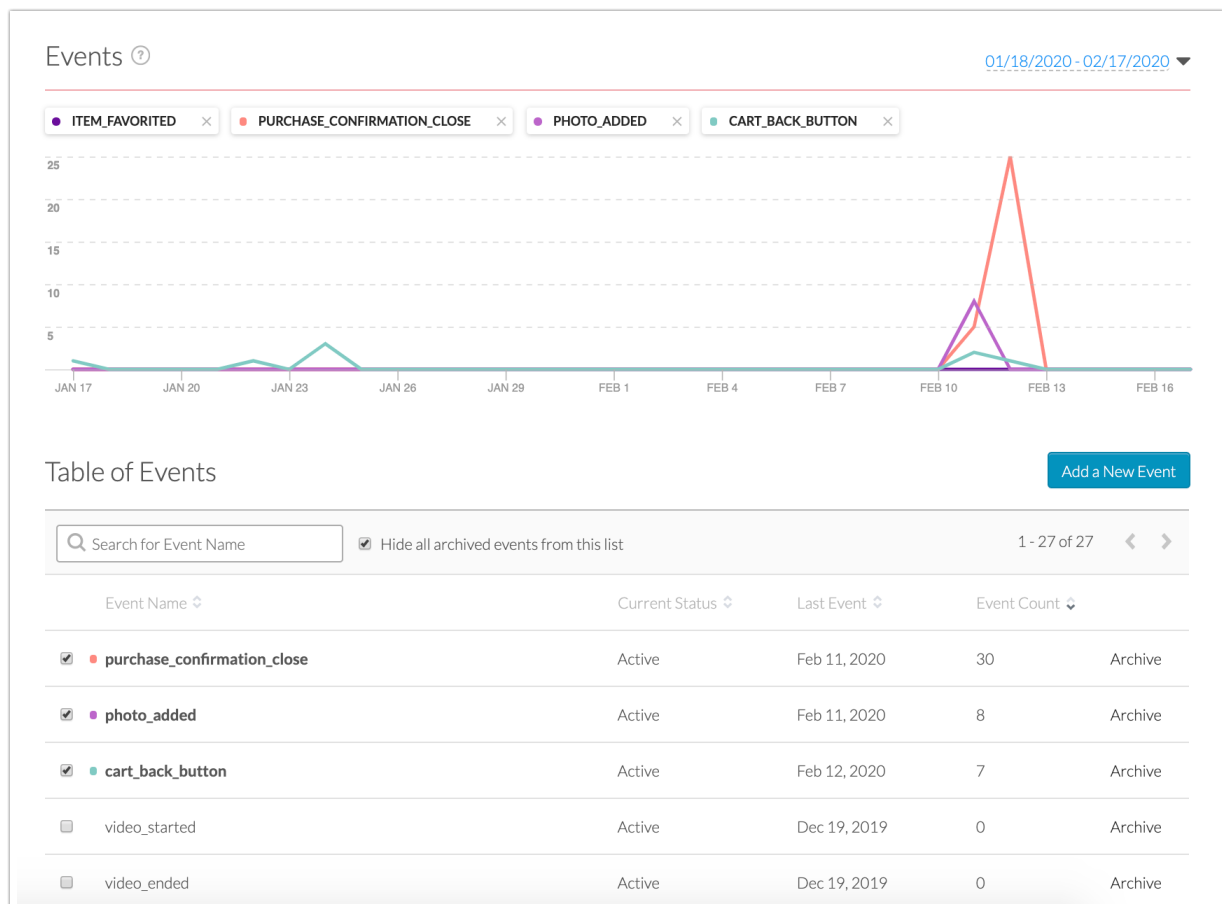 Events ?
01/18/2020 - 02/17/2020
ITEM_FAVORITED × PURCHASE_CONFIRMATION_CLOSE × PHOTO_ADDED × CART_BACK_BUTTON ×
25
20
15
10
5
JAN 17 JAN 20 JAN 23 JAN 26 JAN 29 FEB 1 FEB 4 FEB 7 FEB 10 FEB 13 FEB 16
Table of Events
Add a New Event
Search for Event Name Hide all archived events from this list 1 - 27 of 27
Event Name Current Status Last Event Event Count
purchase_confirmation_close Active Feb 11, 2020 30 Archive
photo_added Active Feb 11, 2020 8 Archive
cart_back_button Active Feb 12, 2020 7 Archive
video_started Active Dec 19, 2019 0 Archive
video_ended Active Dec 19, 2019 0 Archive